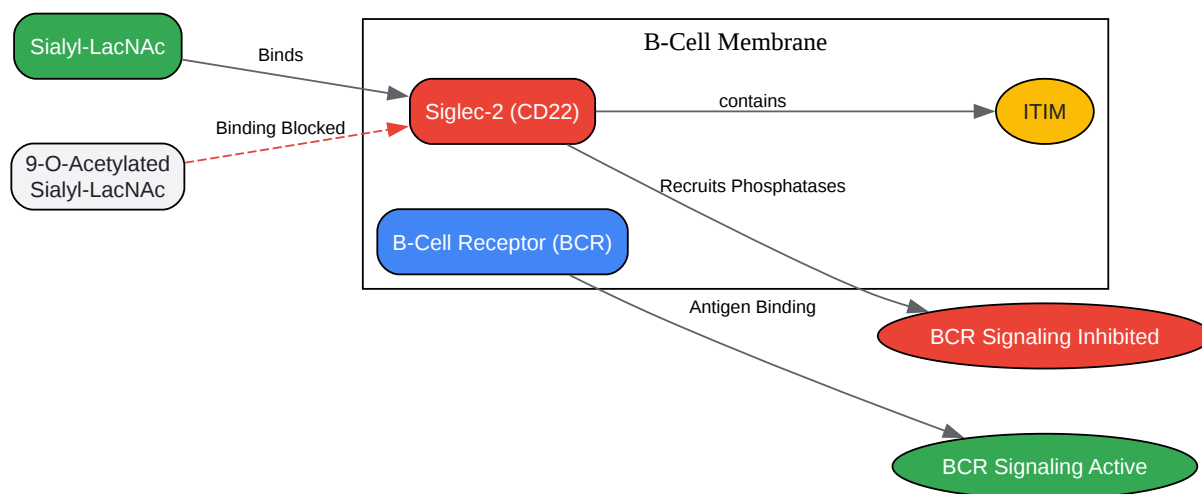 Sialyl-LacNAc
Binds
B-Cell Membrane
Siglec-2 (CD22)
contains
ITIM
Binding Blocked
9-O-Acetylated
Sialyl-LacNAc
Recruits Phosphatases
B-Cell Receptor (BCR)
Antigen Binding
BCR Signaling Inhibited
BCR Signaling Active